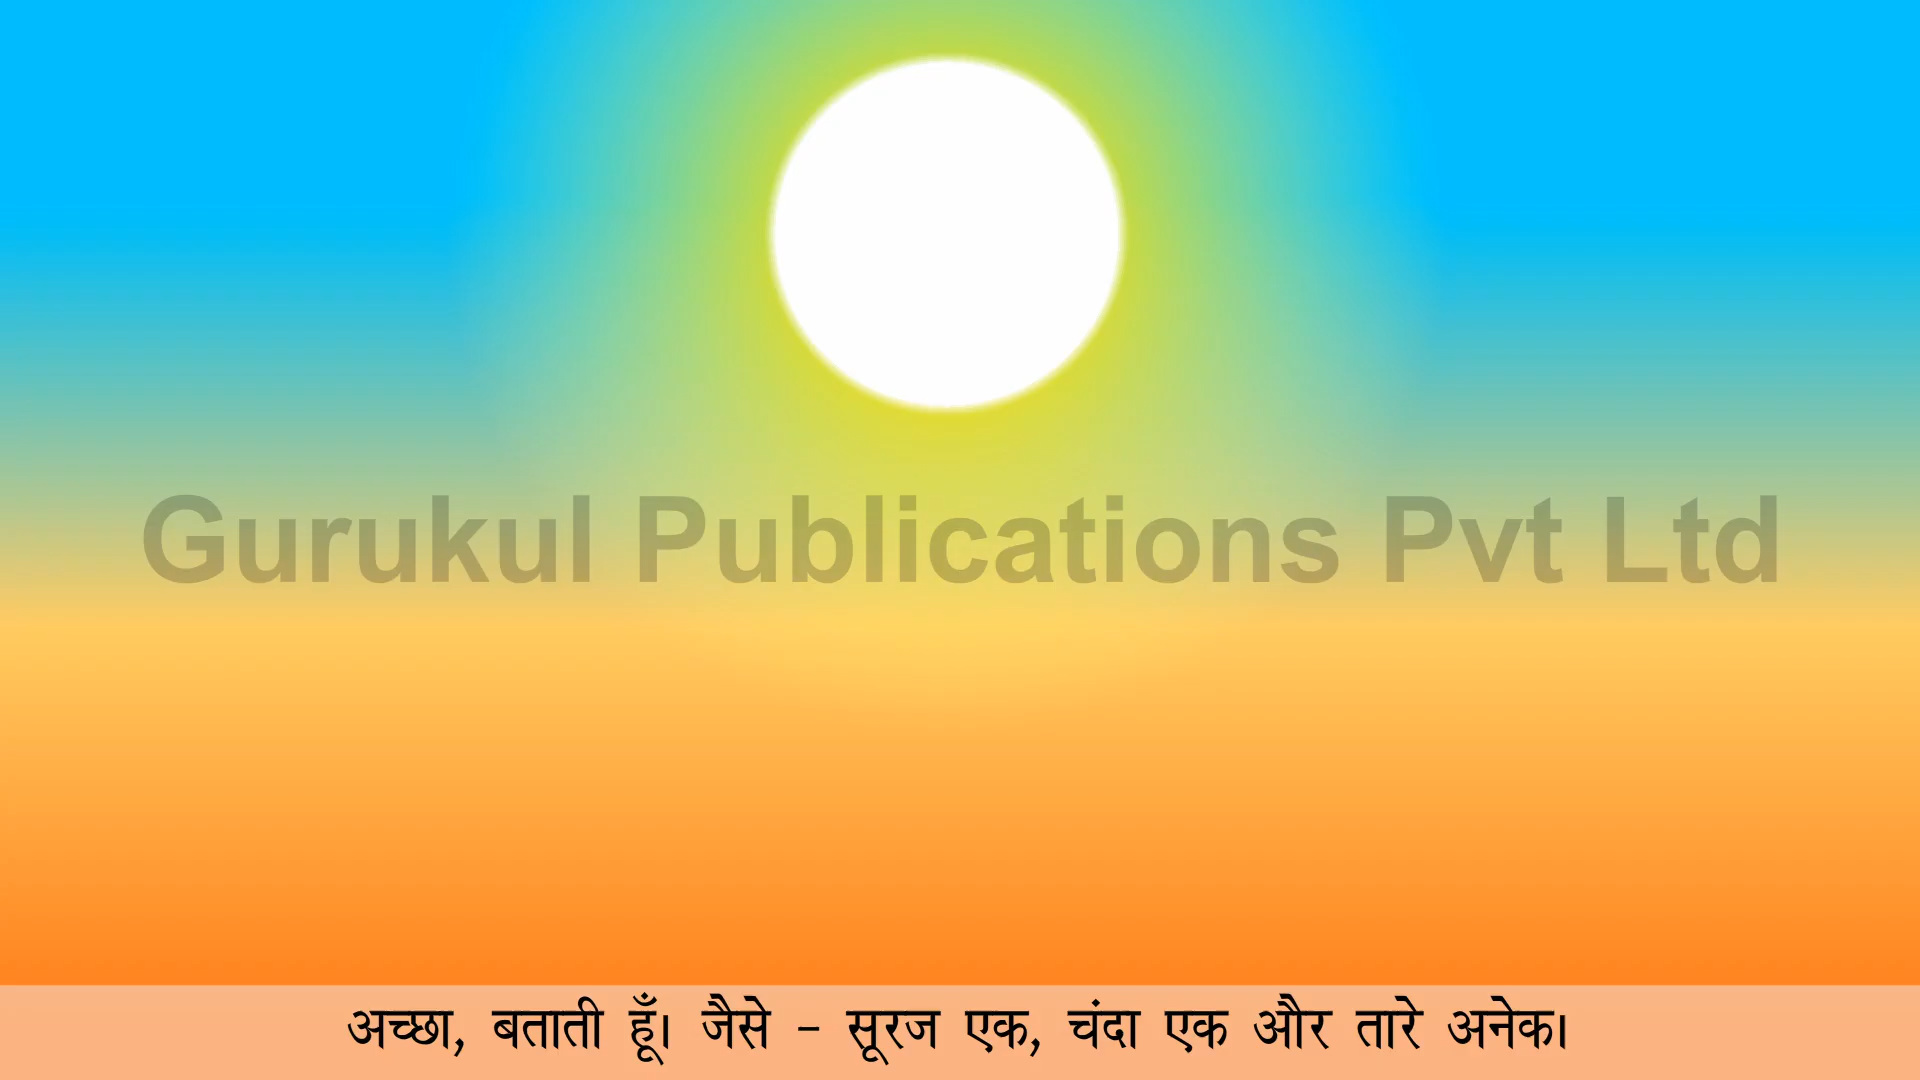 Gurukul Publications Pvt Ltd
अच्छा, बताती हूँ। जैसे - सूरज एक, चंदा एक और तारे अनेक।